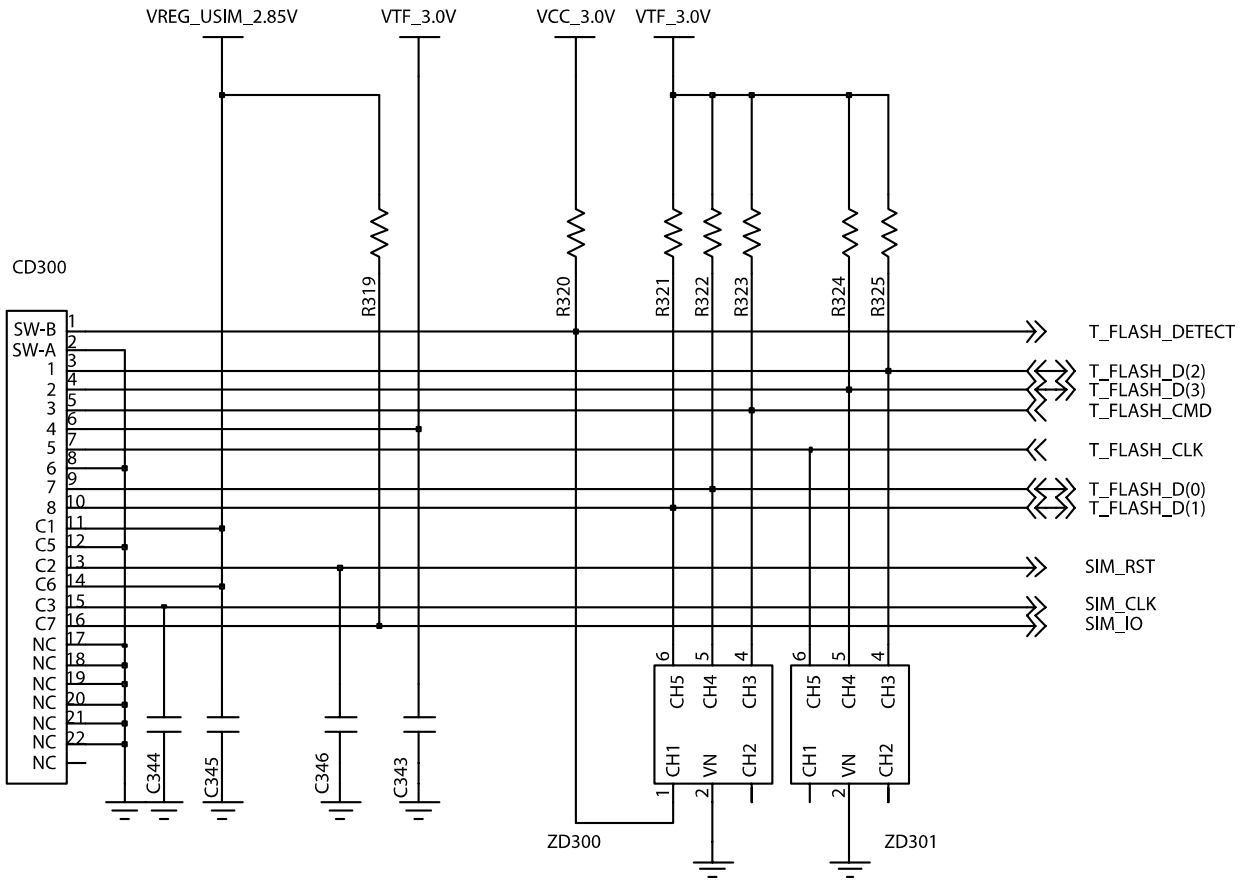 VREG_USIM_2.85V
VTF_3.0V
VCC_3.0V
VTF_3.0V
CD300
R319
R320
R321
R322
R323
R324
R325
SW-B 1
SW-A 2
1 3
2 4
3 5
4 6
5 7
6 8
7 9
8 10
C1 11
C5 12
C2 13
C6 14
C3 15
C7 16
NC 17
NC 18
NC 19
NC 20
NC 21
NC 22
NC
T_FLASH_DETECT
T_FLASH_D(2)
T_FLASH_D(3)
T_FLASH_CMD
T_FLASH_CLK
T_FLASH_D(0)
T_FLASH_D(1)
SIM_RST
SIM_CLK
SIM_IO
C344
C345
C346
C343
6 5 4
CH5 CH4 CH3
CH1 VN CH2
1 2
ZD300
6 5 4
CH5 CH4 CH3
CH1 VN CH2
2
ZD301